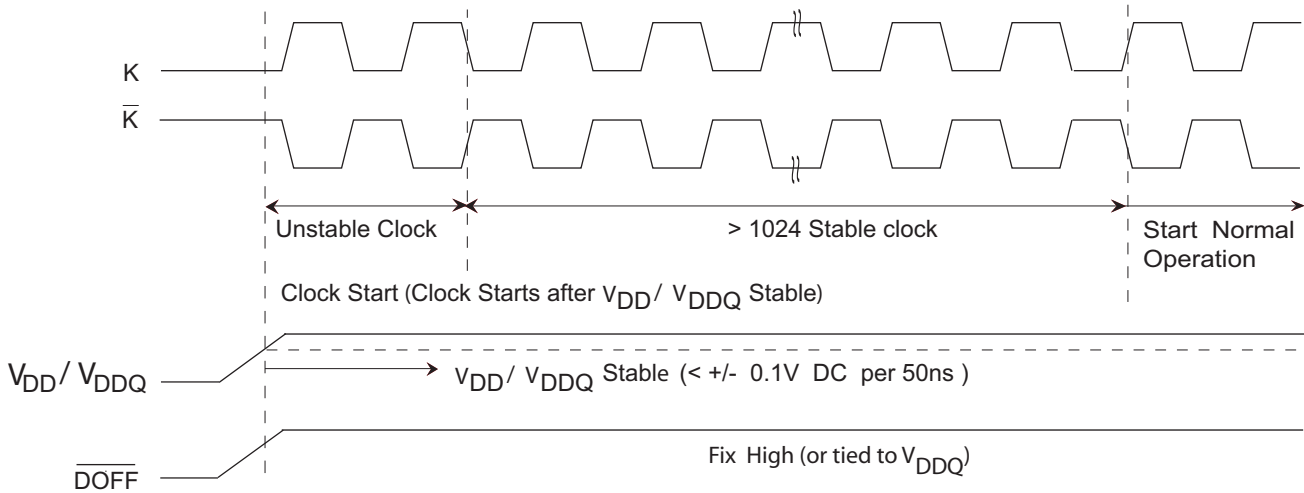 K
K̅
Unstable Clock
> 1024 Stable clock
Start Normal
Operation
Clock Start (Clock Starts after VDD / VDDQ Stable)
VDD / VDDQ
VDD / VDDQ Stable (< +/- 0.1V DC per 50ns )
Fix High (or tied to VDDQ)
D̅O̅F̅F̅